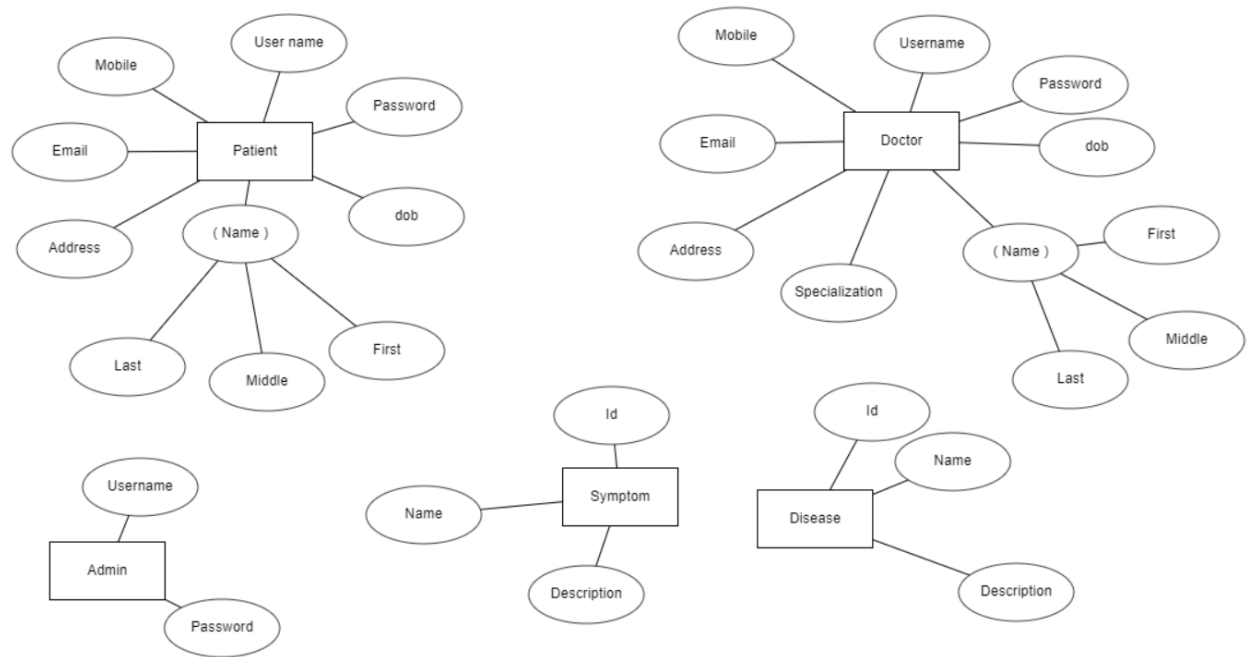 User name
Mobile
Password
Email
Patient
dob
Address
( Name )
Last
Middle
First
Mobile
Username
Password
Email
Doctor
dob
Address
Specialization
( Name )
First
Middle
Last
Username
Admin
Password
Id
Symptom
Name
Description
Id
Name
Disease
Description